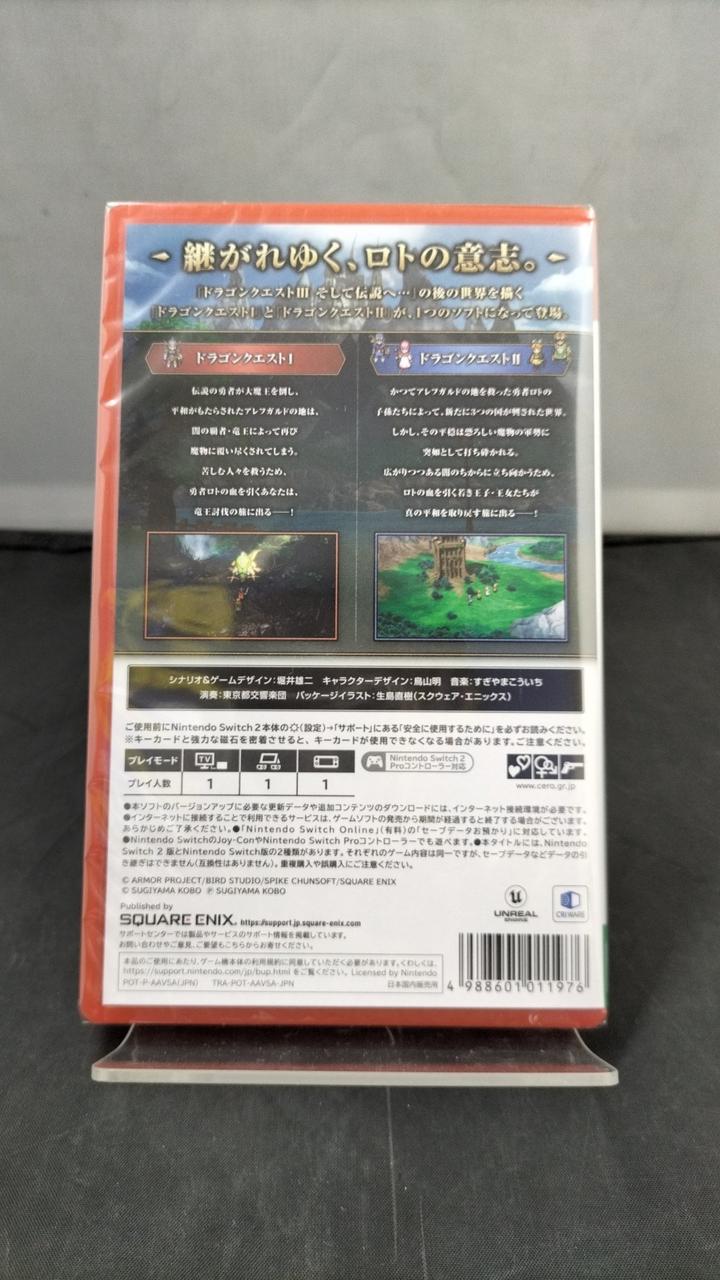 継がれゆく、ロトの意志。
『ドラゴンクエストIII そして伝説へ…』の後の世界を描く
『ドラゴンクエストI』と『ドラゴンクエストII』が、1つのソフトになって登場。
ドラゴンクエストI
伝説の勇者が大魔王を倒し、
平和がもたらされたアレフガルドの地は、
闇の覇者・竜王によって再び
魔物に覆い尽くされてしまう。
苦しむ人々を救うため、
勇者ロトの血を引くあなたは、
竜王討伐の旅に出る——！
ドラゴンクエストII
かつてアレフガルドの地を救った勇者ロトの
子孫たちによって、新たに3つの国が興された世界。
しかし、その平穏は恐ろしい魔物の軍勢に
突如として打ち砕かれる。
広がりつつある闇のちからに立ち向かうため、
ロトの血を引く若き王子・王女たちが
真の平和を取り戻す旅に出る——！
シナリオ&ゲームデザイン:堀井雄二 キャラクターデザイン:鳥山明 音楽:すぎやまこういち
演奏:東京都交響楽団 パッケージイラスト:生島直樹(スクウェア・エニックス)
ご使用前にNintendo Switch 2本体の(設定)→「サポート」にある「安全に使用するために」を必ずお読みください。
※キーカードと強力な磁石を密着させると、キーカードが使用できなくなる場合があります。ご注意ください。
プレイモード TV
プレイ人数 1 1 1
Nintendo Switch 2
Proコントローラー対応
www.cero.gr.jp
●本ソフトのバージョンアップに必要な更新データや追加コンテンツのダウンロードには、インターネット接続環境が必要です。
●インターネットに接続することで利用できるサービスは、ゲームソフトの発売から期間が経過すると終了する場合がございます。
あらかじめご了承ください。●「Nintendo Switch Online」(有料)の「セーブデータお預かり」に対応しています。
●Nintendo SwitchのJoy-ConやNintendo Switch Proコントローラーでも遊べます。●本タイトルには、Nintendo
Switch 2 版とNintendo Switch版の2種類があります。それぞれのゲーム内容は同一ですが、セーブデータなどデータの引
き継ぎはできません(互換性はありません)。重複購入や誤購入にご注意ください。
© ARMOR PROJECT/BIRD STUDIO/SPIKE CHUNSOFT/SQUARE ENIX
© SUGIYAMA KOBO ℗ SUGIYAMA KOBO
Published by
SQUARE ENIX. https://support.jp.square-enix.com
サポートセンターでは製品やサービスのサポート情報を掲載しています。
お問い合わせやご意見、ご要望もこちらからお寄せください。
UNREAL
ENGINE
CRIWARE
本品のご使用にあたり、ゲーム機本体の利用規約に同意していただく必要があります。くわしくは、
https://support.nintendo.com/jp/bup.html をご覧ください。 Licensed by Nintendo
POT-P-AAV5A(JPN) TRA-POT-AAV5A-JPN 日本国内販売用
4 988601 011976